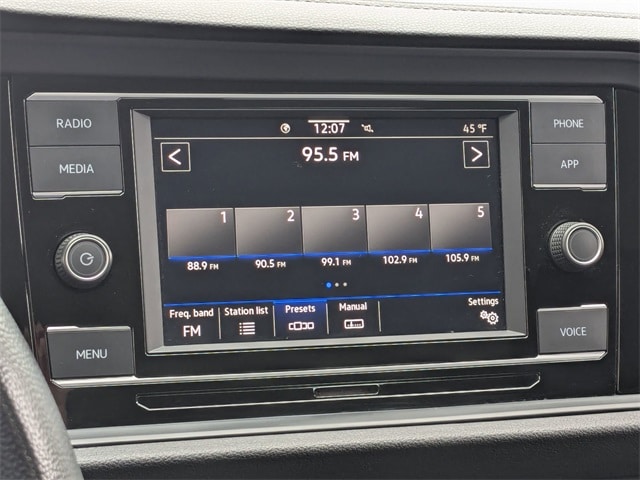 RADIO
MEDIA
MENU
12:07
45 °F
95.5 FM
1 2 3 4 5
88.9 FM 90.5 FM 99.1 FM 102.9 FM 105.9 FM
Freq. band Station list Presets Manual Settings
FM
PHONE
APP
VOICE